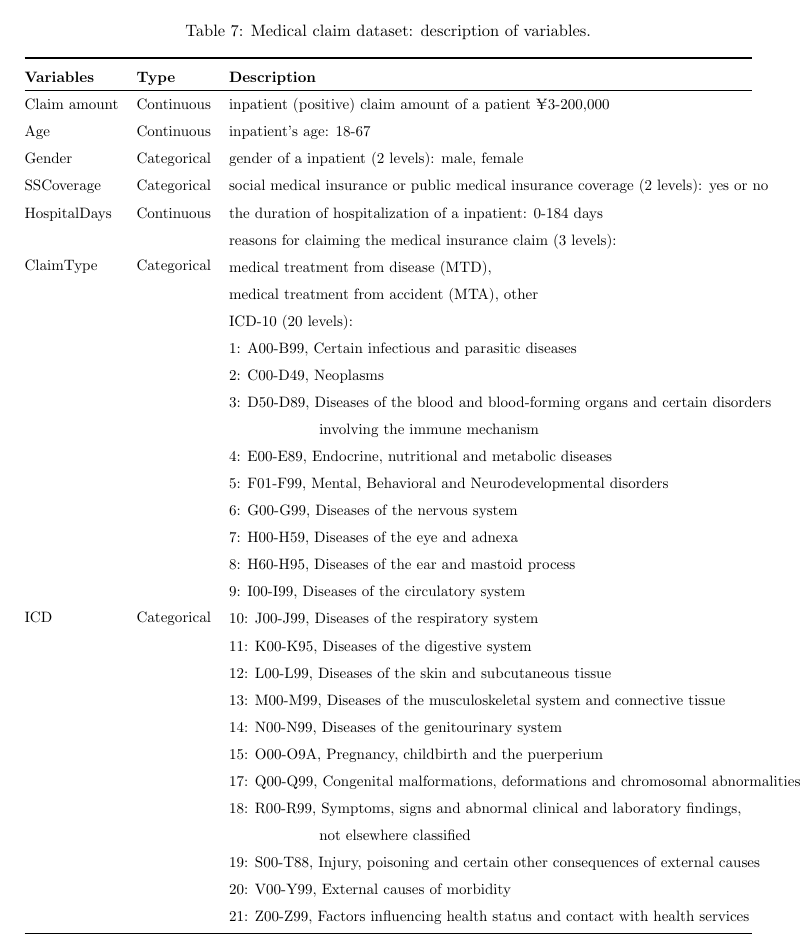 Table 7: Medical claim dataset: description of variables.
Variables Type Description
Claim amount Continuous inpatient (positive) claim amount of a patient ¥3-200,000
Age Continuous inpatient's age: 18-67
Gender Categorical gender of a inpatient (2 levels): male, female
SSCoverage Categorical social medical insurance or public medical insurance coverage (2 levels): yes or no
HospitalDays Continuous the duration of hospitalization of a inpatient: 0-184 days
reasons for claiming the medical insurance claim (3 levels):
ClaimType Categorical medical treatment from disease (MTD),
medical treatment from accident (MTA), other
ICD-10 (20 levels):
1: A00-B99, Certain infectious and parasitic diseases
2: C00-D49, Neoplasms
3: D50-D89, Diseases of the blood and blood-forming organs and certain disorders
involving the immune mechanism
4: E00-E89, Endocrine, nutritional and metabolic diseases
5: F01-F99, Mental, Behavioral and Neurodevelopmental disorders
6: G00-G99, Diseases of the nervous system
7: H00-H59, Diseases of the eye and adnexa
8: H60-H95, Diseases of the ear and mastoid process
9: I00-I99, Diseases of the circulatory system
ICD Categorical 10: J00-J99, Diseases of the respiratory system
11: K00-K95, Diseases of the digestive system
12: L00-L99, Diseases of the skin and subcutaneous tissue
13: M00-M99, Diseases of the musculoskeletal system and connective tissue
14: N00-N99, Diseases of the genitourinary system
15: O00-O9A, Pregnancy, childbirth and the puerperium
17: Q00-Q99, Congenital malformations, deformations and chromosomal abnormalities
18: R00-R99, Symptoms, signs and abnormal clinical and laboratory findings,
not elsewhere classified
19: S00-T88, Injury, poisoning and certain other consequences of external causes
20: V00-Y99, External causes of morbidity
21: Z00-Z99, Factors influencing health status and contact with health services